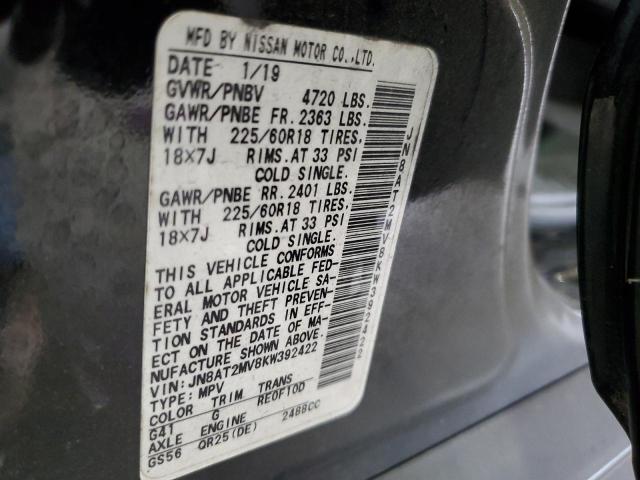 MFD BY NISSAN MOTOR CO.,LTD.
DATE 1/19
GVWR/PNBV 4720 LBS.
GAWR/PNBE FR. 2363 LBS.
WITH 225/60R18 TIRES,
18X7J RIMS.AT 33 PSI
COLD SINGLE.
GAWR/PNBE RR. 2401 LBS.
WITH 225/60R18 TIRES,
18X7J RIMS.AT 33 PSI
COLD SINGLE.
THIS VEHICLE CONFORMS
TO ALL APPLICABLE FED-
ERAL MOTOR VEHICLE SA-
FETY AND THEFT PREVEN-
TION STANDARDS IN EFF-
ECT ON THE DATE OF MA-
NUFACTURE SHOWN ABOVE.
VIN: JN8AT2MV8KW392422
TYPE: MPV
COLOR TRIM TRANS
G41 G RE0F10D
AXLE ENGINE
GS56 QR25(DE) 2488CC
JN8AT2MV8KW392422